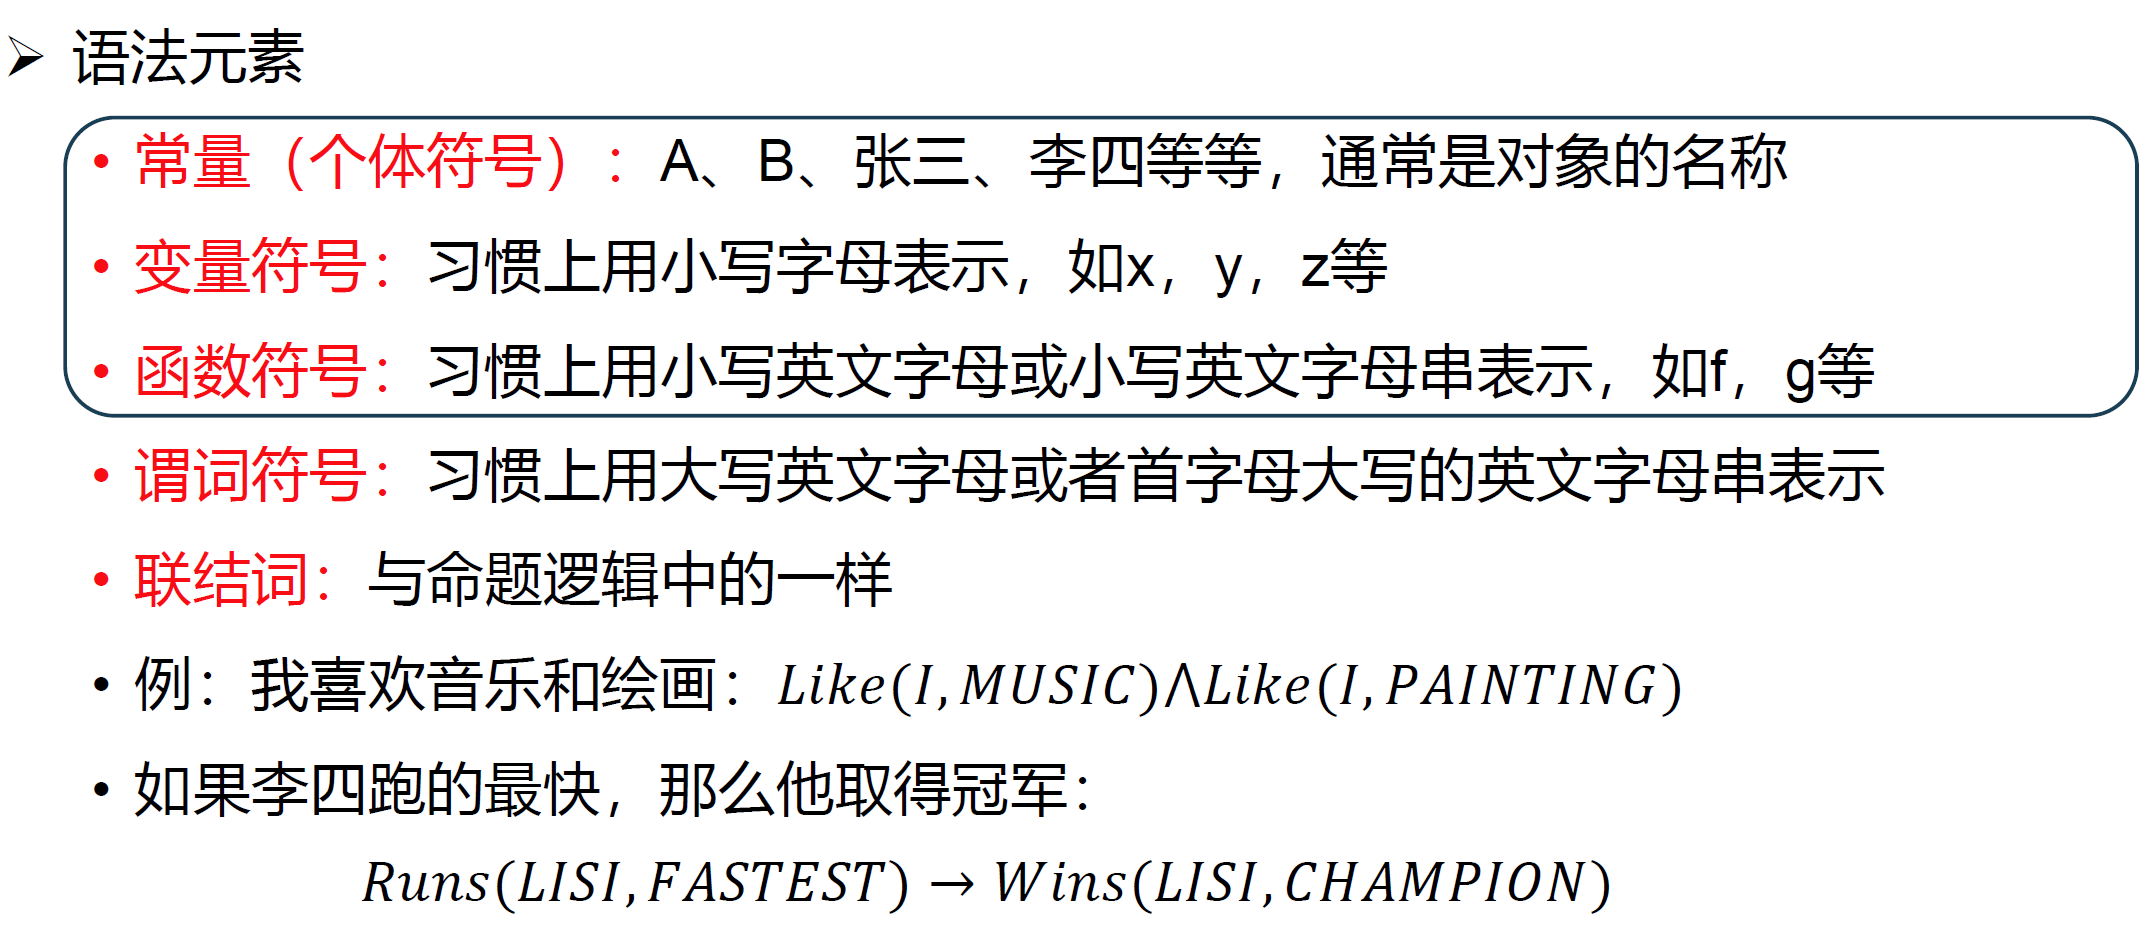 ➢ 语法元素
• 常量（个体符号）：A、B、张三、李四等等，通常是对象的名称
• 变量符号：习惯上用小写字母表示，如x，y，z等
• 函数符号：习惯上用小写英文字母或小写英文字母串表示，如f，g等
• 谓词符号：习惯上用大写英文字母或者首字母大写的英文字母串表示
• 联结词：与命题逻辑中的一样
• 例：我喜欢音乐和绘画：Like(I,MUSIC)⋀Like(I,PAINTING)
• 如果李四跑的最快，那么他取得冠军：
Runs(LISI,FASTEST) → Wins(LISI,CHAMPION)